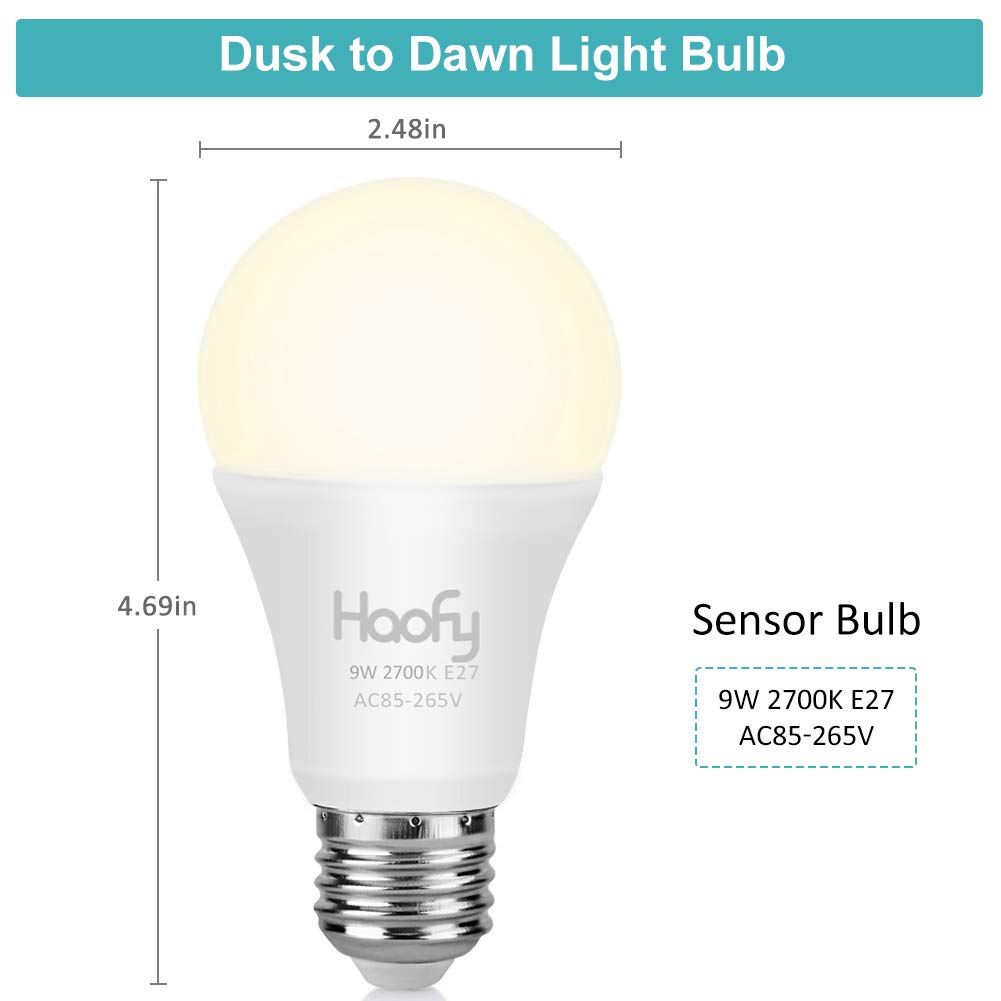 Dusk to Dawn Light Bulb
2.48in
4.69in
Haofy
9W 2700K E27
AC85-265V
Sensor Bulb
9W 2700K E27
AC85-265V